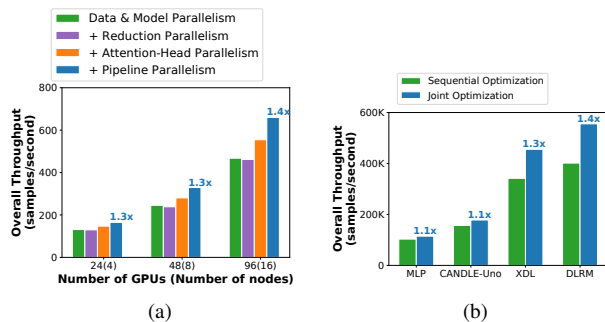 Data & Model Parallelism
+ Reduction Parallelism
+ Attention-Head Parallelism
+ Pipeline Parallelism
Overall Throughput
(samples/second)
800
600
400
200
0
1.3x
1.3x
1.4x
24(4)
48(8)
96(16)
Number of GPUs (Number of nodes)
(a)
Sequential Optimization
Joint Optimization
Overall Throughput
(samples/second)
600K
400K
200K
0
1.1x
1.1x
1.3x
1.4x
MLP
CANDLE-Uno
XDL
DLRM
(b)